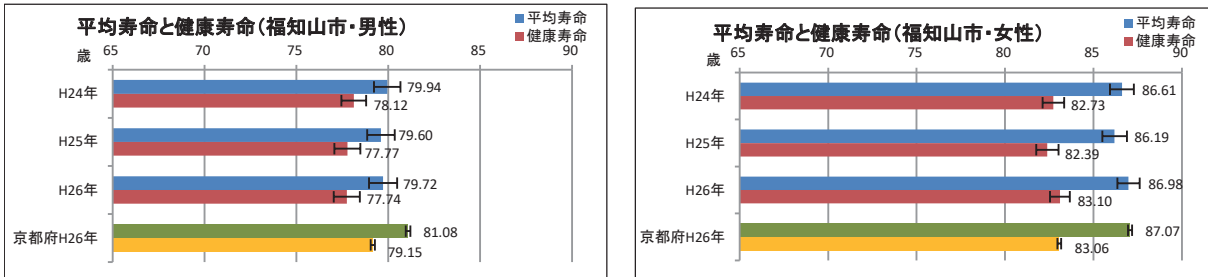 平均寿命と健康寿命（福知山市・男性）
平均寿命
健康寿命
65 70 75 80 85 90
歳
H24年
79.94
78.12
H25年
79.60
77.77
H26年
79.72
77.74
京都府H26年
81.08
79.15
平均寿命と健康寿命（福知山市・女性）
平均寿命
健康寿命
65 70 75 80 85 90
歳
H24年
86.61
82.73
H25年
86.19
82.39
H26年
86.98
83.10
京都府H26年
87.07
83.06